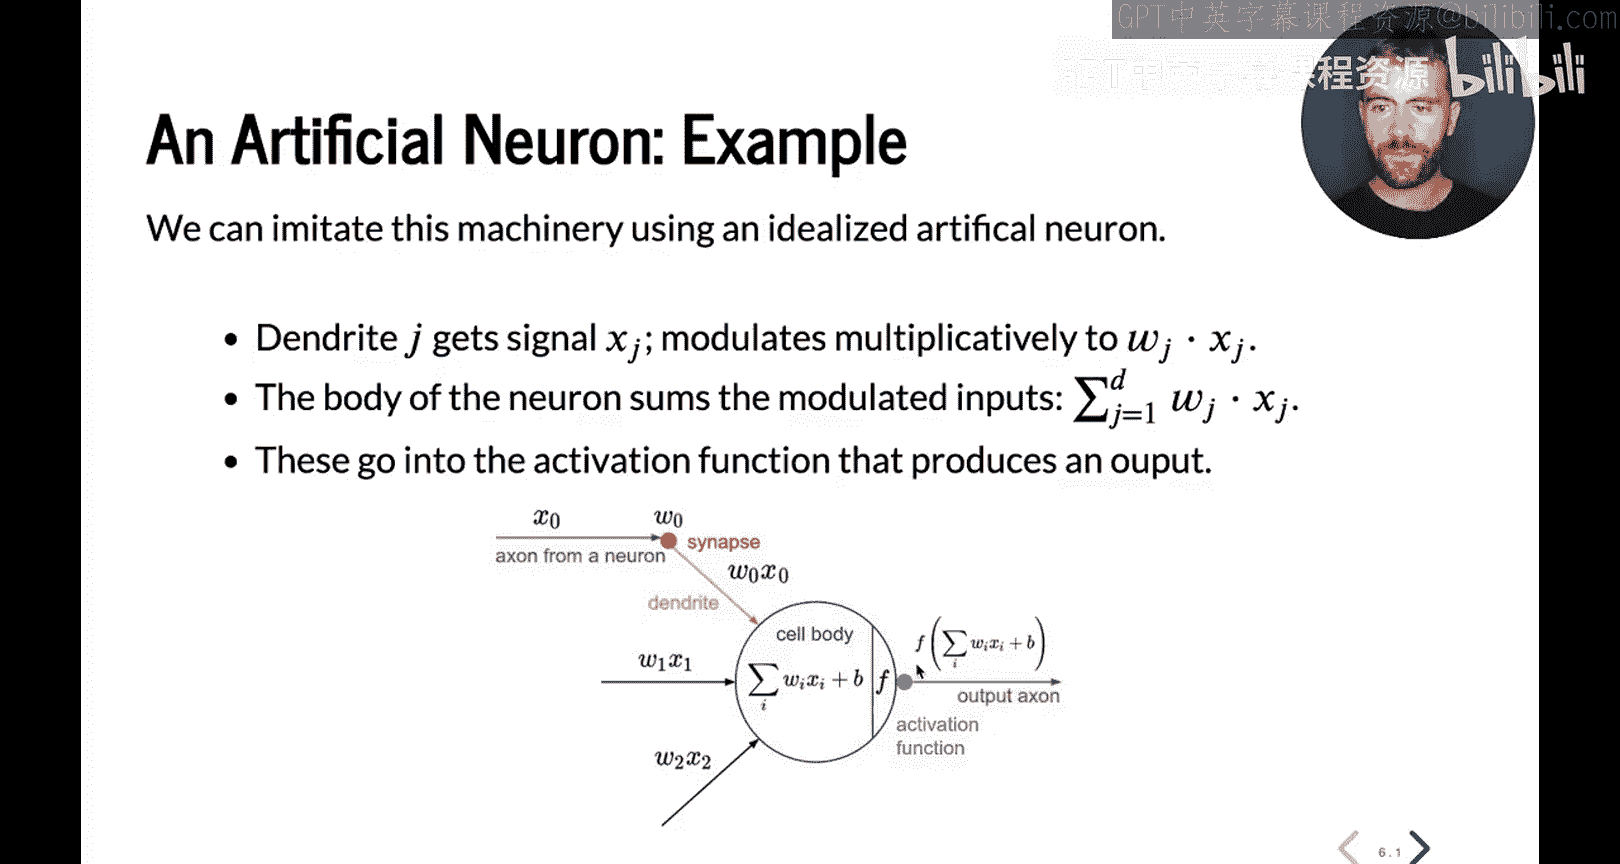 GPT中英字幕课程资源@bilibili.com
课程资源 bilibili
An Artificial Neuron: Example
We can imitate this machinery using an idealized artifical neuron.
• Dendrite j gets signal x_j; modulates multiplicatively to w_j · x_j.
• The body of the neuron sums the modulated inputs: ∑_{j=1}^{d} w_j · x_j.
• These go into the activation function that produces an ouput.
x_0 w_0
axon from a neuron synapse
w_0x_0
dendrite
cell body
f(∑_i w_ix_i + b)
w_1x_1
∑_i w_ix_i + b f
output axon
activation
function
w_2x_2
6.1